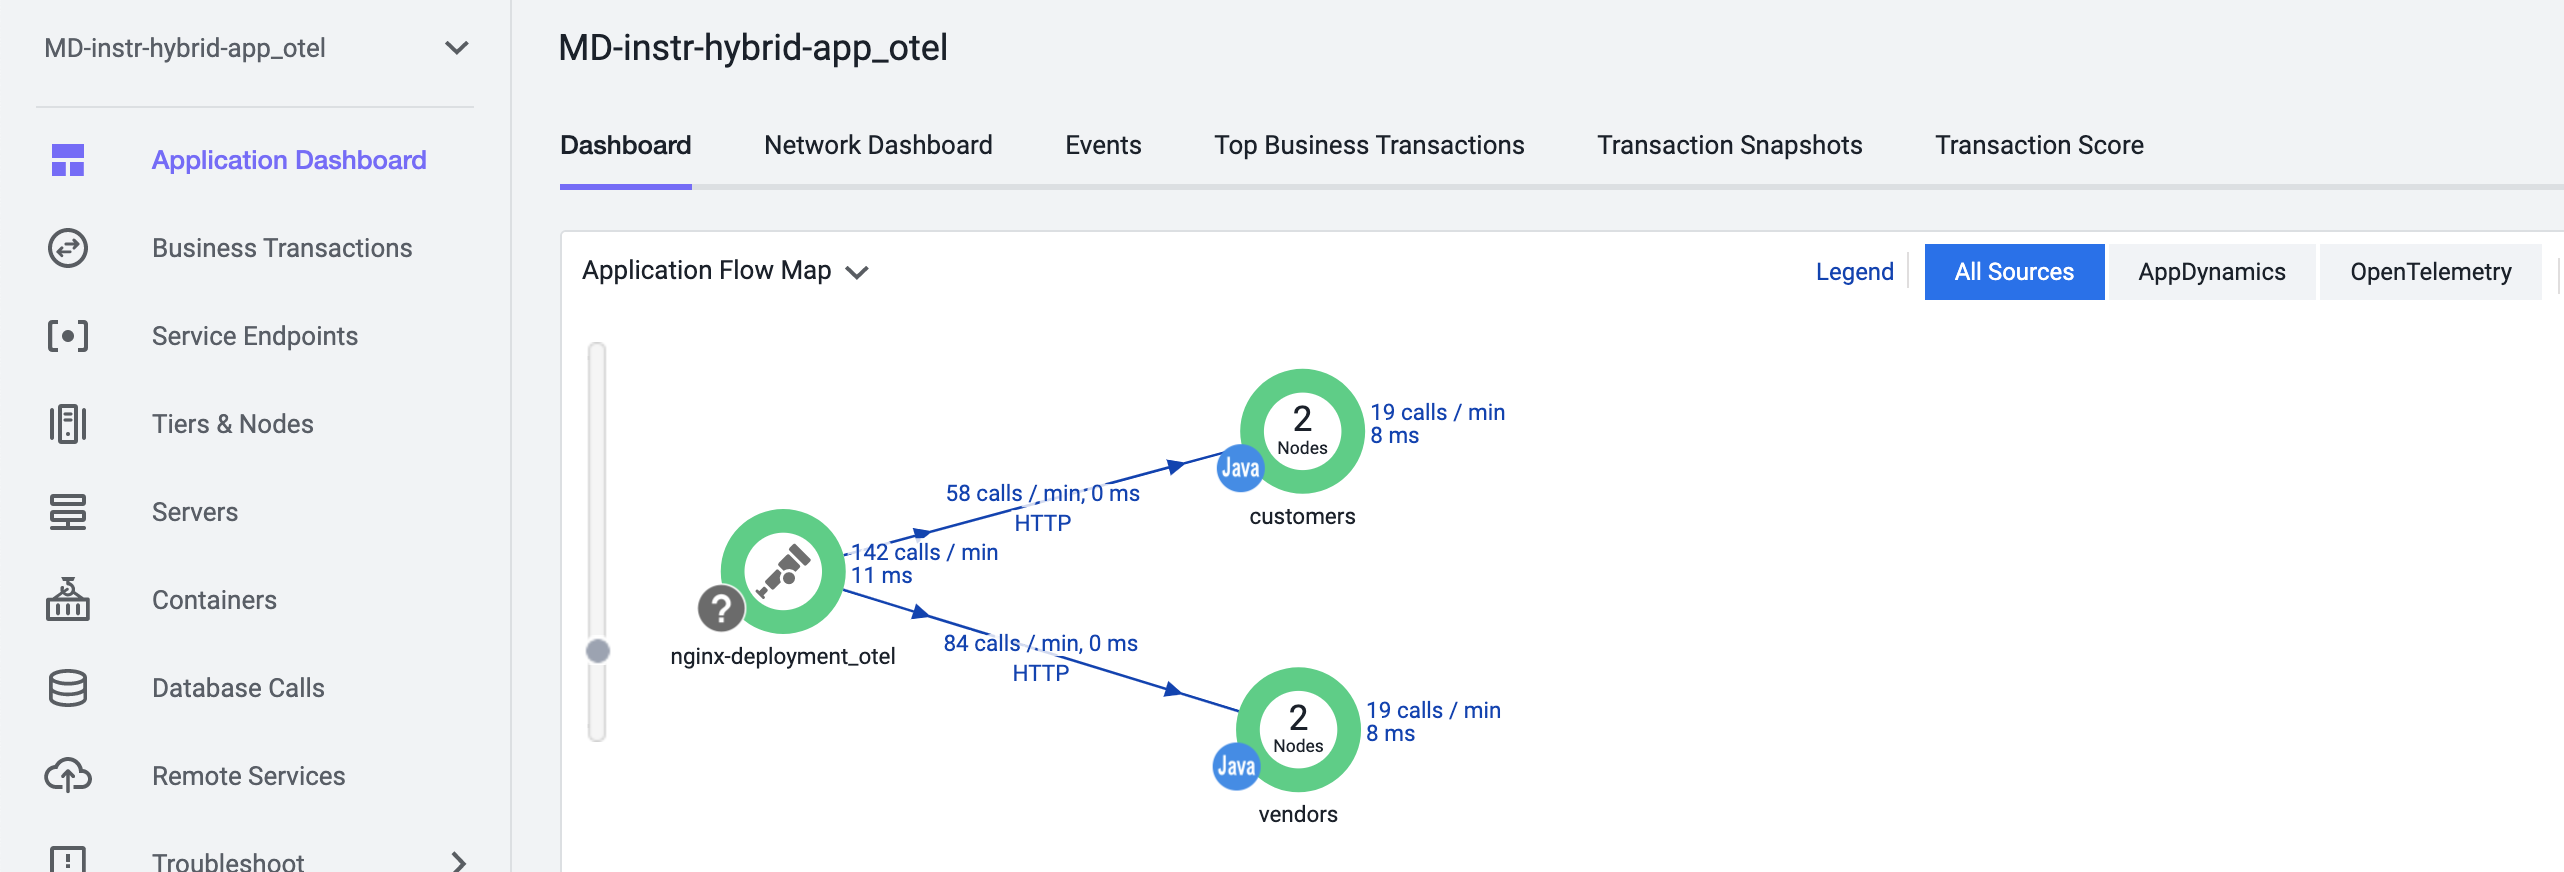 MD-instr-hybrid-app_otel
Application Dashboard
Business Transactions
Service Endpoints
Tiers & Nodes
Servers
Containers
Database Calls
Remote Services
Troubleshoot
MD-instr-hybrid-app_otel
Dashboard Network Dashboard Events Top Business Transactions Transaction Snapshots Transaction Score
Application Flow Map
Legend All Sources AppDynamics OpenTelemetry
2
Nodes
Java
customers
19 calls / min
8 ms
58 calls / min, 0 ms
HTTP
142 calls / min
11 ms
?
nginx-deployment_otel
84 calls / min, 0 ms
HTTP
2
Nodes
Java
vendors
19 calls / min
8 ms